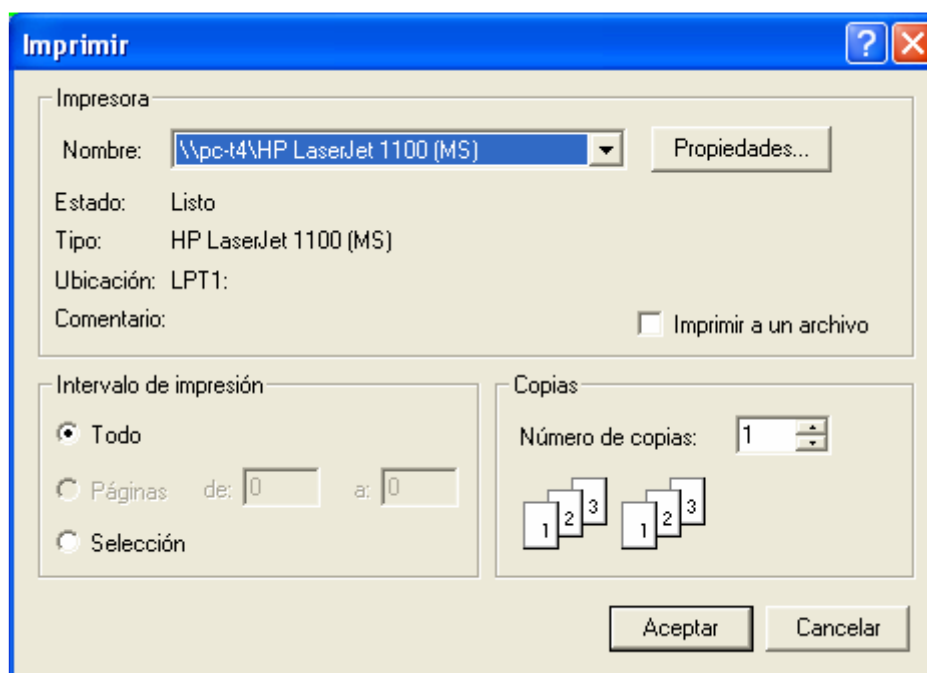 Imprimir
Impresora
Nombre: \\pc-t4\HP LaserJet 1100 (MS) Propiedades...
Estado: Listo
Tipo: HP LaserJet 1100 (MS)
Ubicación: LPT1:
Comentario: Imprimir a un archivo
Intervalo de impresión
Todo
Páginas de: 0 a: 0
Selección
Copias
Número de copias: 1
1 2 3 1 2 3
Aceptar Cancelar